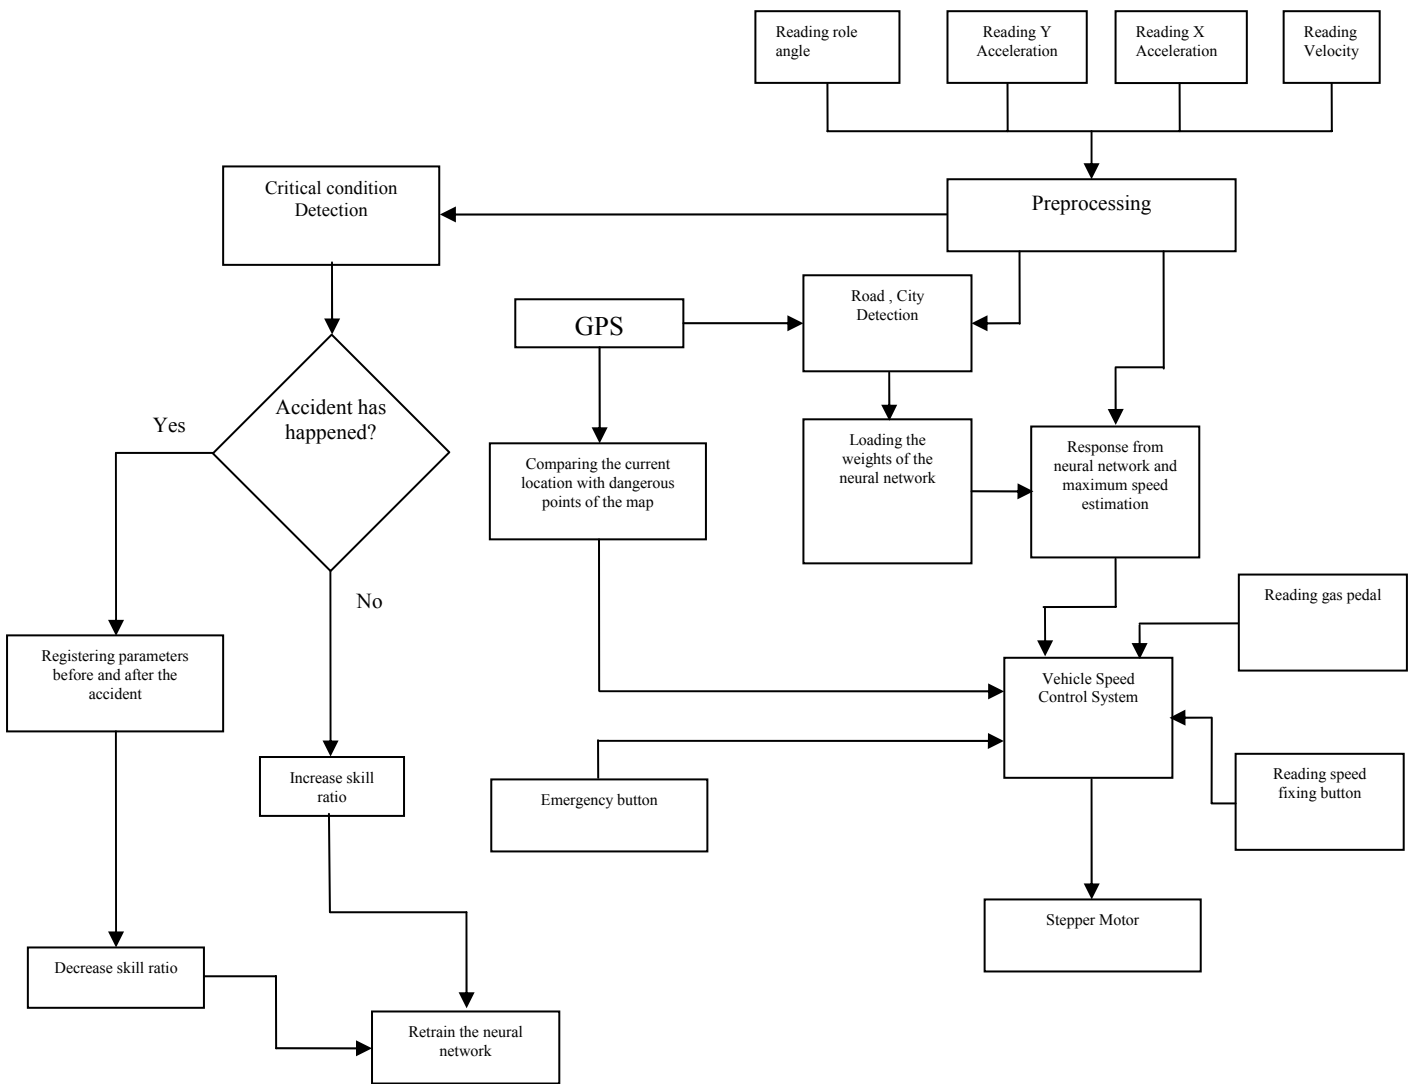 Reading role
angle
Reading Y
Acceleration
Reading X
Acceleration
Reading
Velocity
Critical condition
Detection
Preprocessing
Road , City
Detection
GPS
Accident has
happened?
Yes
No
Comparing the current
location with dangerous
points of the map
Loading the
weights of the
neural network
Response from
neural network and
maximum speed
estimation
Reading gas pedal
Registering parameters
before and after the
accident
Vehicle Speed
Control System
Increase skill
ratio
Emergency button
Reading speed
fixing button
Stepper Motor
Decrease skill ratio
Retrain the neural
network